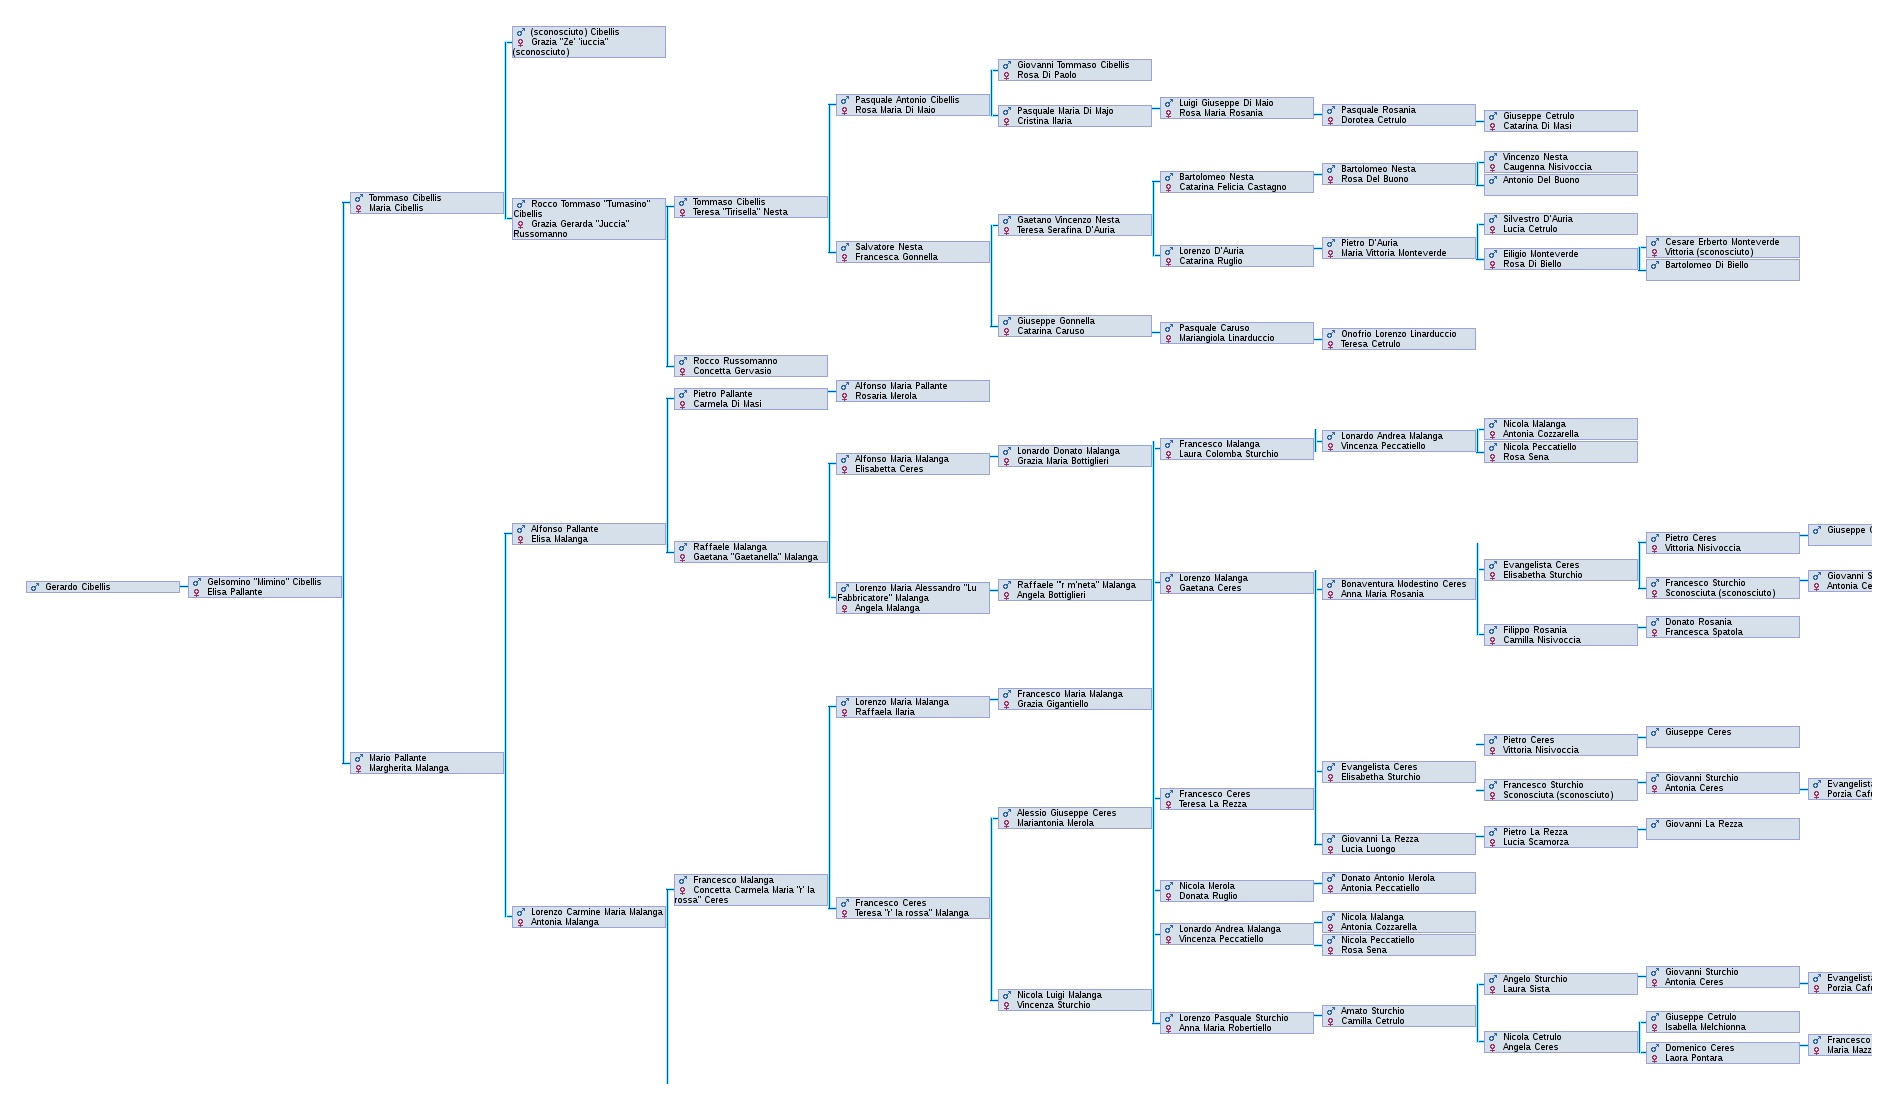 Gerardo Cibellis
Gelsomino "Mimino" Cibellis
Elisa Pallante
Tommaso Cibellis
Maria Cibellis
Mario Pallante
Margherita Malanga
(sconosciuto) Cibellis
Grazia "Ze' 'iuccia"
(sconosciuto)
Rocco Tommaso "Tumasino"
Cibellis
Grazia Gerarda "Juccia"
Russomanno
Alfonso Pallante
Elisa Malanga
Lorenzo Carmine Maria Malanga
Antonia Malanga
Tommaso Cibellis
Teresa "Tirisella" Nesta
Rocco Russomanno
Concetta Gervasio
Pietro Pallante
Carmela Di Masi
Raffaele Malanga
Gaetana "Gaetanella" Malanga
Francesco Malanga
Concetta Carmela Maria "r' la
rossa" Ceres
Pasquale Antonio Cibellis
Rosa Maria Di Maio
Salvatore Nesta
Francesca Gonnella
Alfonso Maria Pallante
Rosaria Merola
Alfonso Maria Malanga
Elisabetta Ceres
Lorenzo Maria Alessandro "Lu
Fabbricatore" Malanga
Angela Malanga
Lorenzo Maria Malanga
Raffaela Ilaria
Francesco Ceres
Teresa "r' la rossa" Malanga
Giovanni Tommaso Cibellis
Rosa Di Paolo
Pasquale Maria Di Majo
Cristina Ilaria
Gaetano Vincenzo Nesta
Teresa Serafina D'Auria
Giuseppe Gonnella
Catarina Caruso
Lonardo Donato Malanga
Grazia Maria Bottiglieri
Raffaele "'r m'neta" Malanga
Angela Bottiglieri
Francesco Maria Malanga
Grazia Gigantiello
Alessio Giuseppe Ceres
Mariantonia Merola
Nicola Luigi Malanga
Vincenza Sturchio
Luigi Giuseppe Di Maio
Rosa Maria Rosania
Bartolomeo Nesta
Catarina Felicia Castagno
Lorenzo D'Auria
Catarina Ruglio
Pasquale Caruso
Mariangiola Linarduccio
Francesco Malanga
Laura Colomba Sturchio
Lorenzo Malanga
Gaetana Ceres
Francesco Ceres
Teresa La Rezza
Nicola Merola
Donata Ruglio
Lonardo Andrea Malanga
Vincenza Peccatiello
Lorenzo Pasquale Sturchio
Anna Maria Robertiello
Pasquale Rosania
Dorotea Cetrulo
Bartolomeo Nesta
Rosa Del Buono
Pietro D'Auria
Maria Vittoria Monteverde
Onofrio Lorenzo Linarduccio
Teresa Cetrulo
Lonardo Andrea Malanga
Vincenza Peccatiello
Bonaventura Modestino Ceres
Anna Maria Rosania
Evangelista Ceres
Elisabetha Sturchio
Giovanni La Rezza
Lucia Luongo
Donato Antonio Merola
Antonia Peccatiello
Nicola Malanga
Antonia Cozzarella
Nicola Peccatiello
Rosa Sena
Amato Sturchio
Camilla Cetrulo
Giuseppe Cetrulo
Catarina Di Masi
Vincenzo Nesta
Caugenna Nisivoccia
Antonio Del Buono
Silvestro D'Auria
Lucia Cetrulo
Eiligio Monteverde
Rosa Di Biello
Nicola Malanga
Antonia Cozzarella
Nicola Peccatiello
Rosa Sena
Evangelista Ceres
Elisabetha Sturchio
Filippo Rosania
Camilla Nisivoccia
Pietro Ceres
Vittoria Nisivoccia
Francesco Sturchio
Sconosciuta (sconosciuto)
Pietro La Rezza
Lucia Scamorza
Angelo Sturchio
Laura Sista
Nicola Cetrulo
Angela Ceres
Cesare Erberto Monteverde
Vittoria (sconosciuto)
Bartolomeo Di Biello
Pietro Ceres
Vittoria Nisivoccia
Francesco Sturchio
Sconosciuta (sconosciuto)
Donato Rosania
Francesca Spatola
Giuseppe Ceres
Giovanni Sturchio
Antonia Ceres
Giovanni La Rezza
Giovanni Sturchio
Antonia Ceres
Giuseppe Cetrulo
Isabella Melchionna
Domenico Ceres
Laora Pontara
Giuseppe
Giovanni
Antonia
Evangelista
Porzia
Evangelista
Porzia
Francesco
Maria